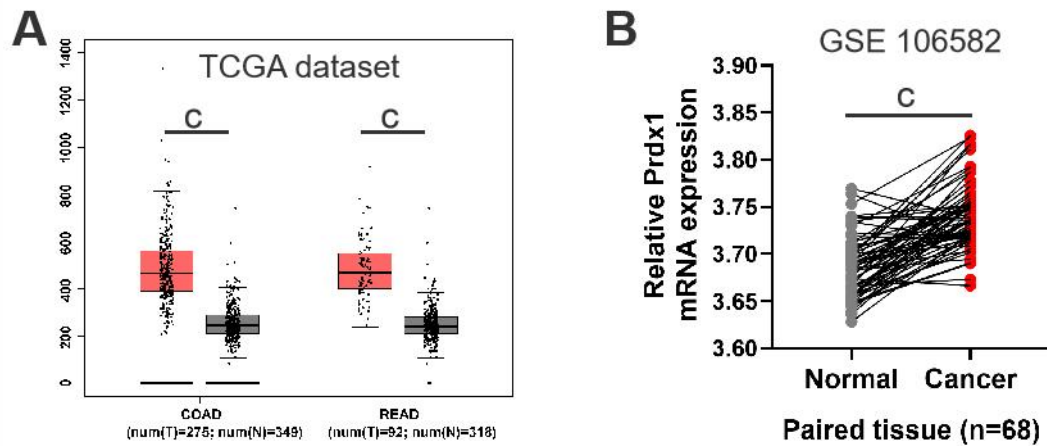 A
TCGA dataset
1400
1200
1000
800
600
400
200
0
C
C
COAD
(num(T)=275; num(N)=349)
READ
(num(T)=92; num(N)=318)
B
GSE 106582
Relative Prdx1
mRNA expression
3.90
3.85
3.80
3.75
3.70
3.65
3.60
C
Normal Cancer
Paired tissue (n=68)